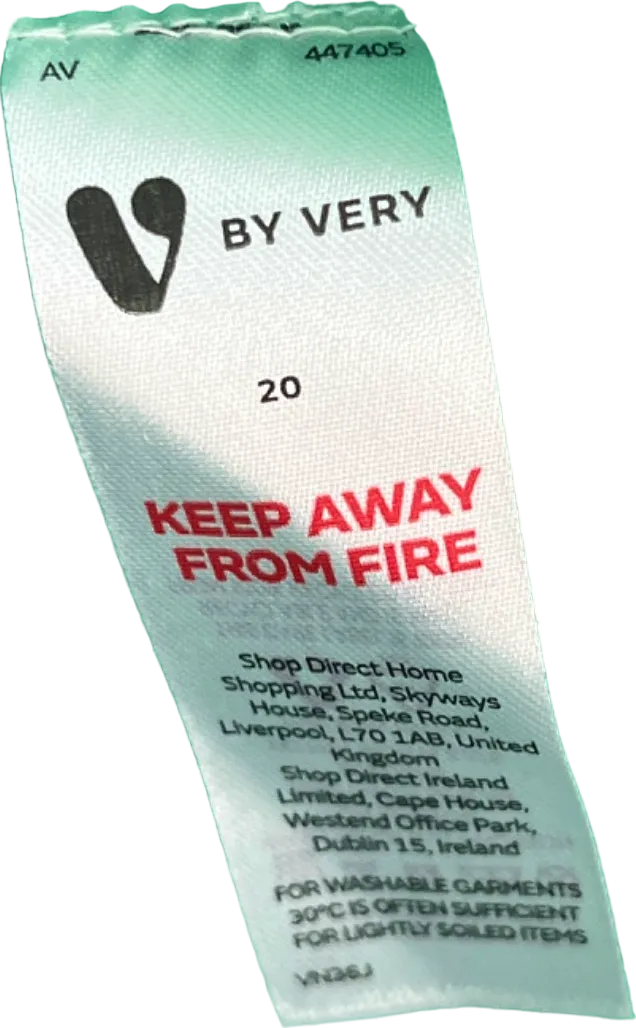 AV 447405
V BY VERY
20
KEEP AWAY
FROM FIRE
Shop Direct Home
Shopping Ltd, Skyways
House, Speke Road,
Liverpool, L70 1AB, United
Kingdom
Shop Direct Ireland
Limited, Cape House,
Westend Office Park,
Dublin 15, Ireland
FOR WASHABLE GARMENTS
30°C IS OFTEN SUFFICIENT
FOR LIGHTLY SOILED ITEMS